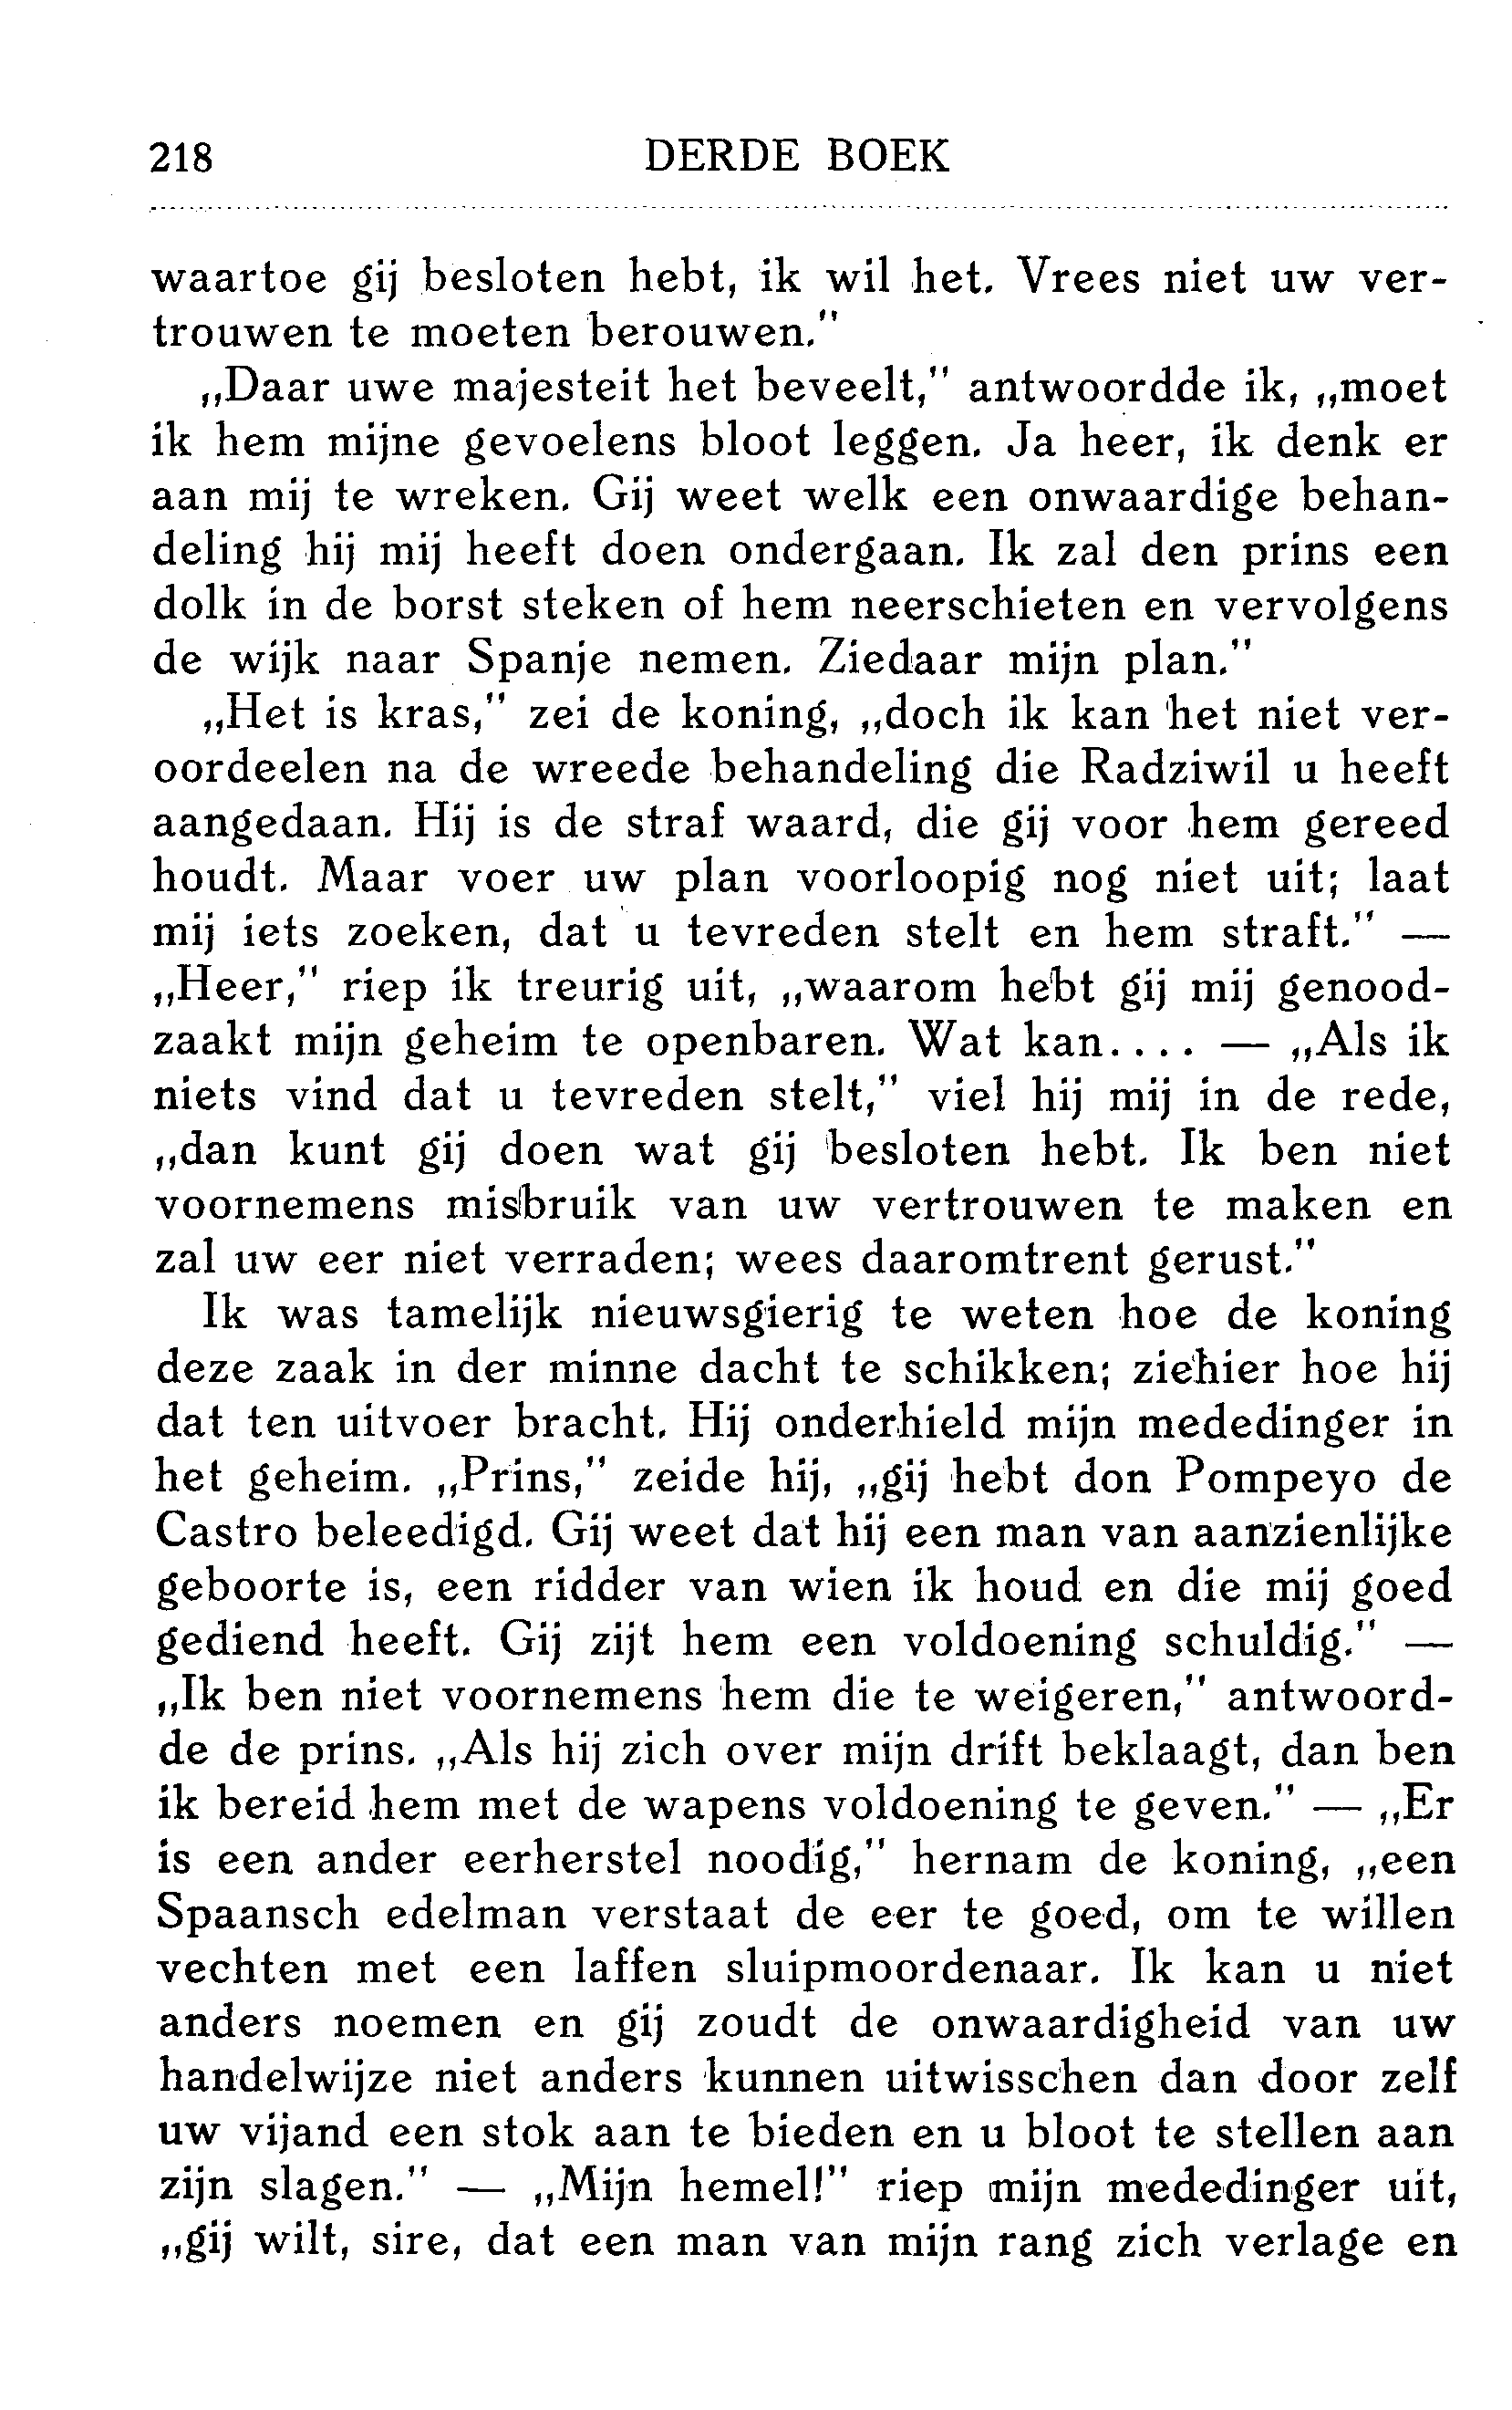 218 DERDE BOEK
waartoe gij besloten hebt, ik wil het. Vrees niet uw ver-
trouwen te moeten berouwen."
„Daar uwe majesteit het beveelt," antwoordde ik, „moet
ik hem mijne gevoelens bloot leggen. Ja heer, ik denk er
aan mij te wreken. Gij weet welk een onwaardige behan-
deling hij mij heeft doen ondergaan. Ik zal den prins een
dolk in de borst steken of hem neerschieten en vervolgens
de wijk naar Spanje nemen. Ziedaar mijn plan."
„Het is kras," zei de koning, „doch ik kan het niet ver-
oordeelen na de wreede behandeling die Radziwil u heeft
aangedaan. Hij is de straf waard, die gij voor hem gereed
houdt. Maar voer uw plan voorloopig nog niet uit; laat
mij iets zoeken, dat u tevreden stelt en hem straft." —
„Heer," riep ik treurig uit, „waarom hebt gij mij genood-
zaakt mijn geheim te openbaren. Wat kan.... — „Als ik
niets vind dat u tevreden stelt," viel hij mij in de rede,
„dan kunt gij doen wat gij besloten hebt. Ik ben niet
voornemens misbruik van uw vertrouwen te maken en
zal uw eer niet verraden; wees daaromtrent gerust."
Ik was tamelijk nieuwsgierig te weten hoe de koning
deze zaak in der minne dacht te schikken; ziehier hoe hij
dat ten uitvoer bracht. Hij onderhield mijn mededinger in
het geheim. „Prins," zeide hij, „gij hebt don Pompeyo de
Castro beleedigd. Gij weet dat hij een man van aanzienlijke
geboorte is, een ridder van wien ik houd en die mij goed
gediend heeft. Gij zijt hem een voldoening schuldig." —
„Ik ben niet voornemens hem die te weigeren," antwoord-
de de prins. „Als hij zich over mijn drift beklaagt, dan ben
ik bereid hem met de wapens voldoening te geven." — „Er
is een ander eerherstel noodig," hernam de koning, „een
Spaansch edelman verstaat de eer te goed, om te willen
vechten met een laffen sluipmoordenaar. Ik kan u niet
anders noemen en gij zoudt de onwaardigheid van uw
handelwijze niet anders kunnen uitwisschen dan door zelf
uw vijand een stok aan te bieden en u bloot te stellen aan
zijn slagen." — „Mijn hemel!" riep mijn mededinger uit,
„gij wilt, sire, dat een man van mijn rang zich verlage en